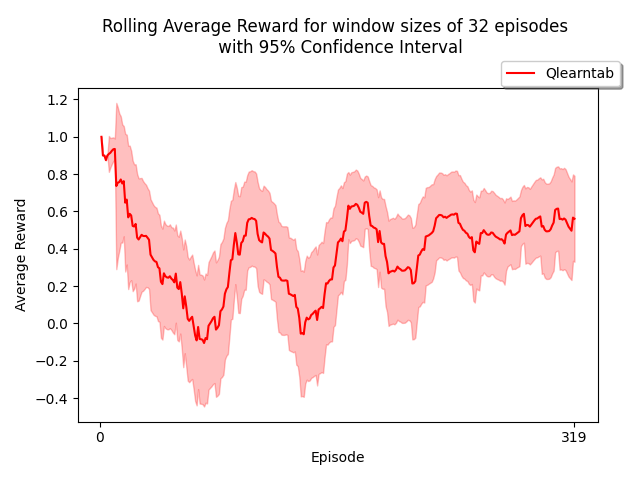 Rolling Average Reward for window sizes of 32 episodes
with 95% Confidence Interval
Qlearntab
1.2
1.0
0.8
0.6
0.4
0.2
0.0
−0.2
−0.4
Average Reward
0
319
Episode